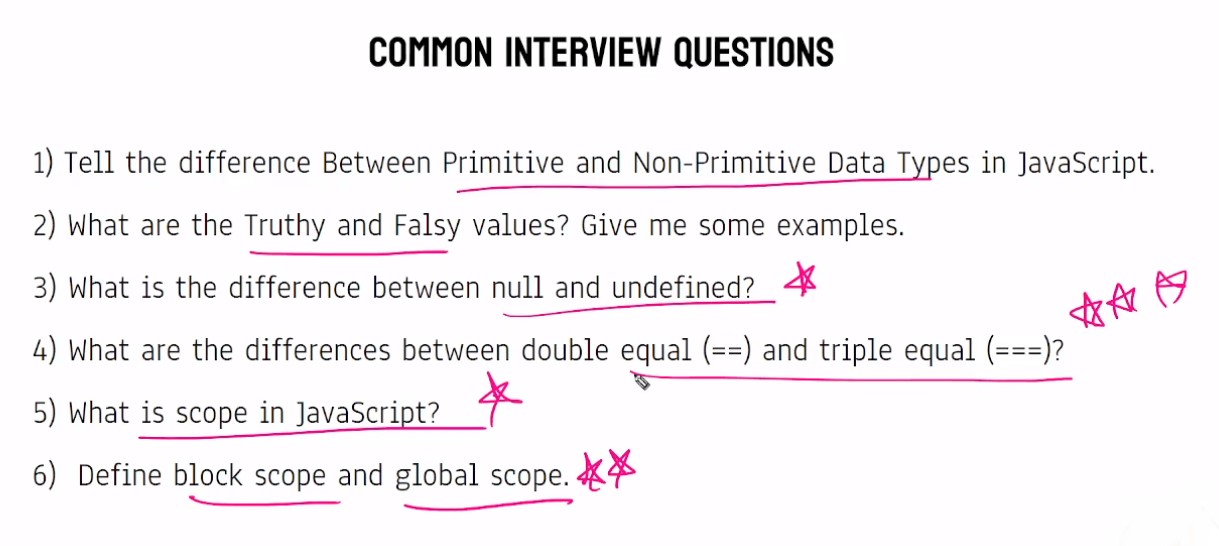 COMMON INTERVIEW QUESTIONS
1) Tell the difference Between Primitive and Non-Primitive Data Types in JavaScript.
2) What are the Truthy and Falsy values? Give me some examples.
3) What is the difference between null and undefined?
4) What are the differences between double equal (==) and triple equal (===)?
5) What is scope in JavaScript?
6) Define block scope and global scope.